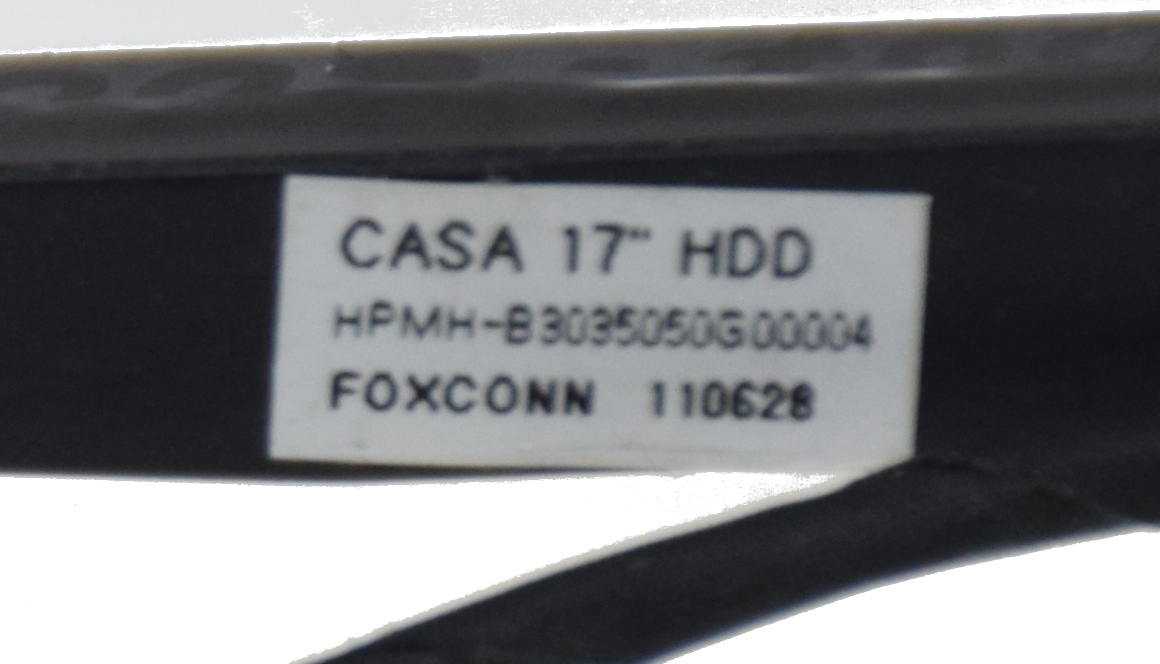 CASA 17" HDD
HPMH-B3035050G00004
FOXCONN 110628